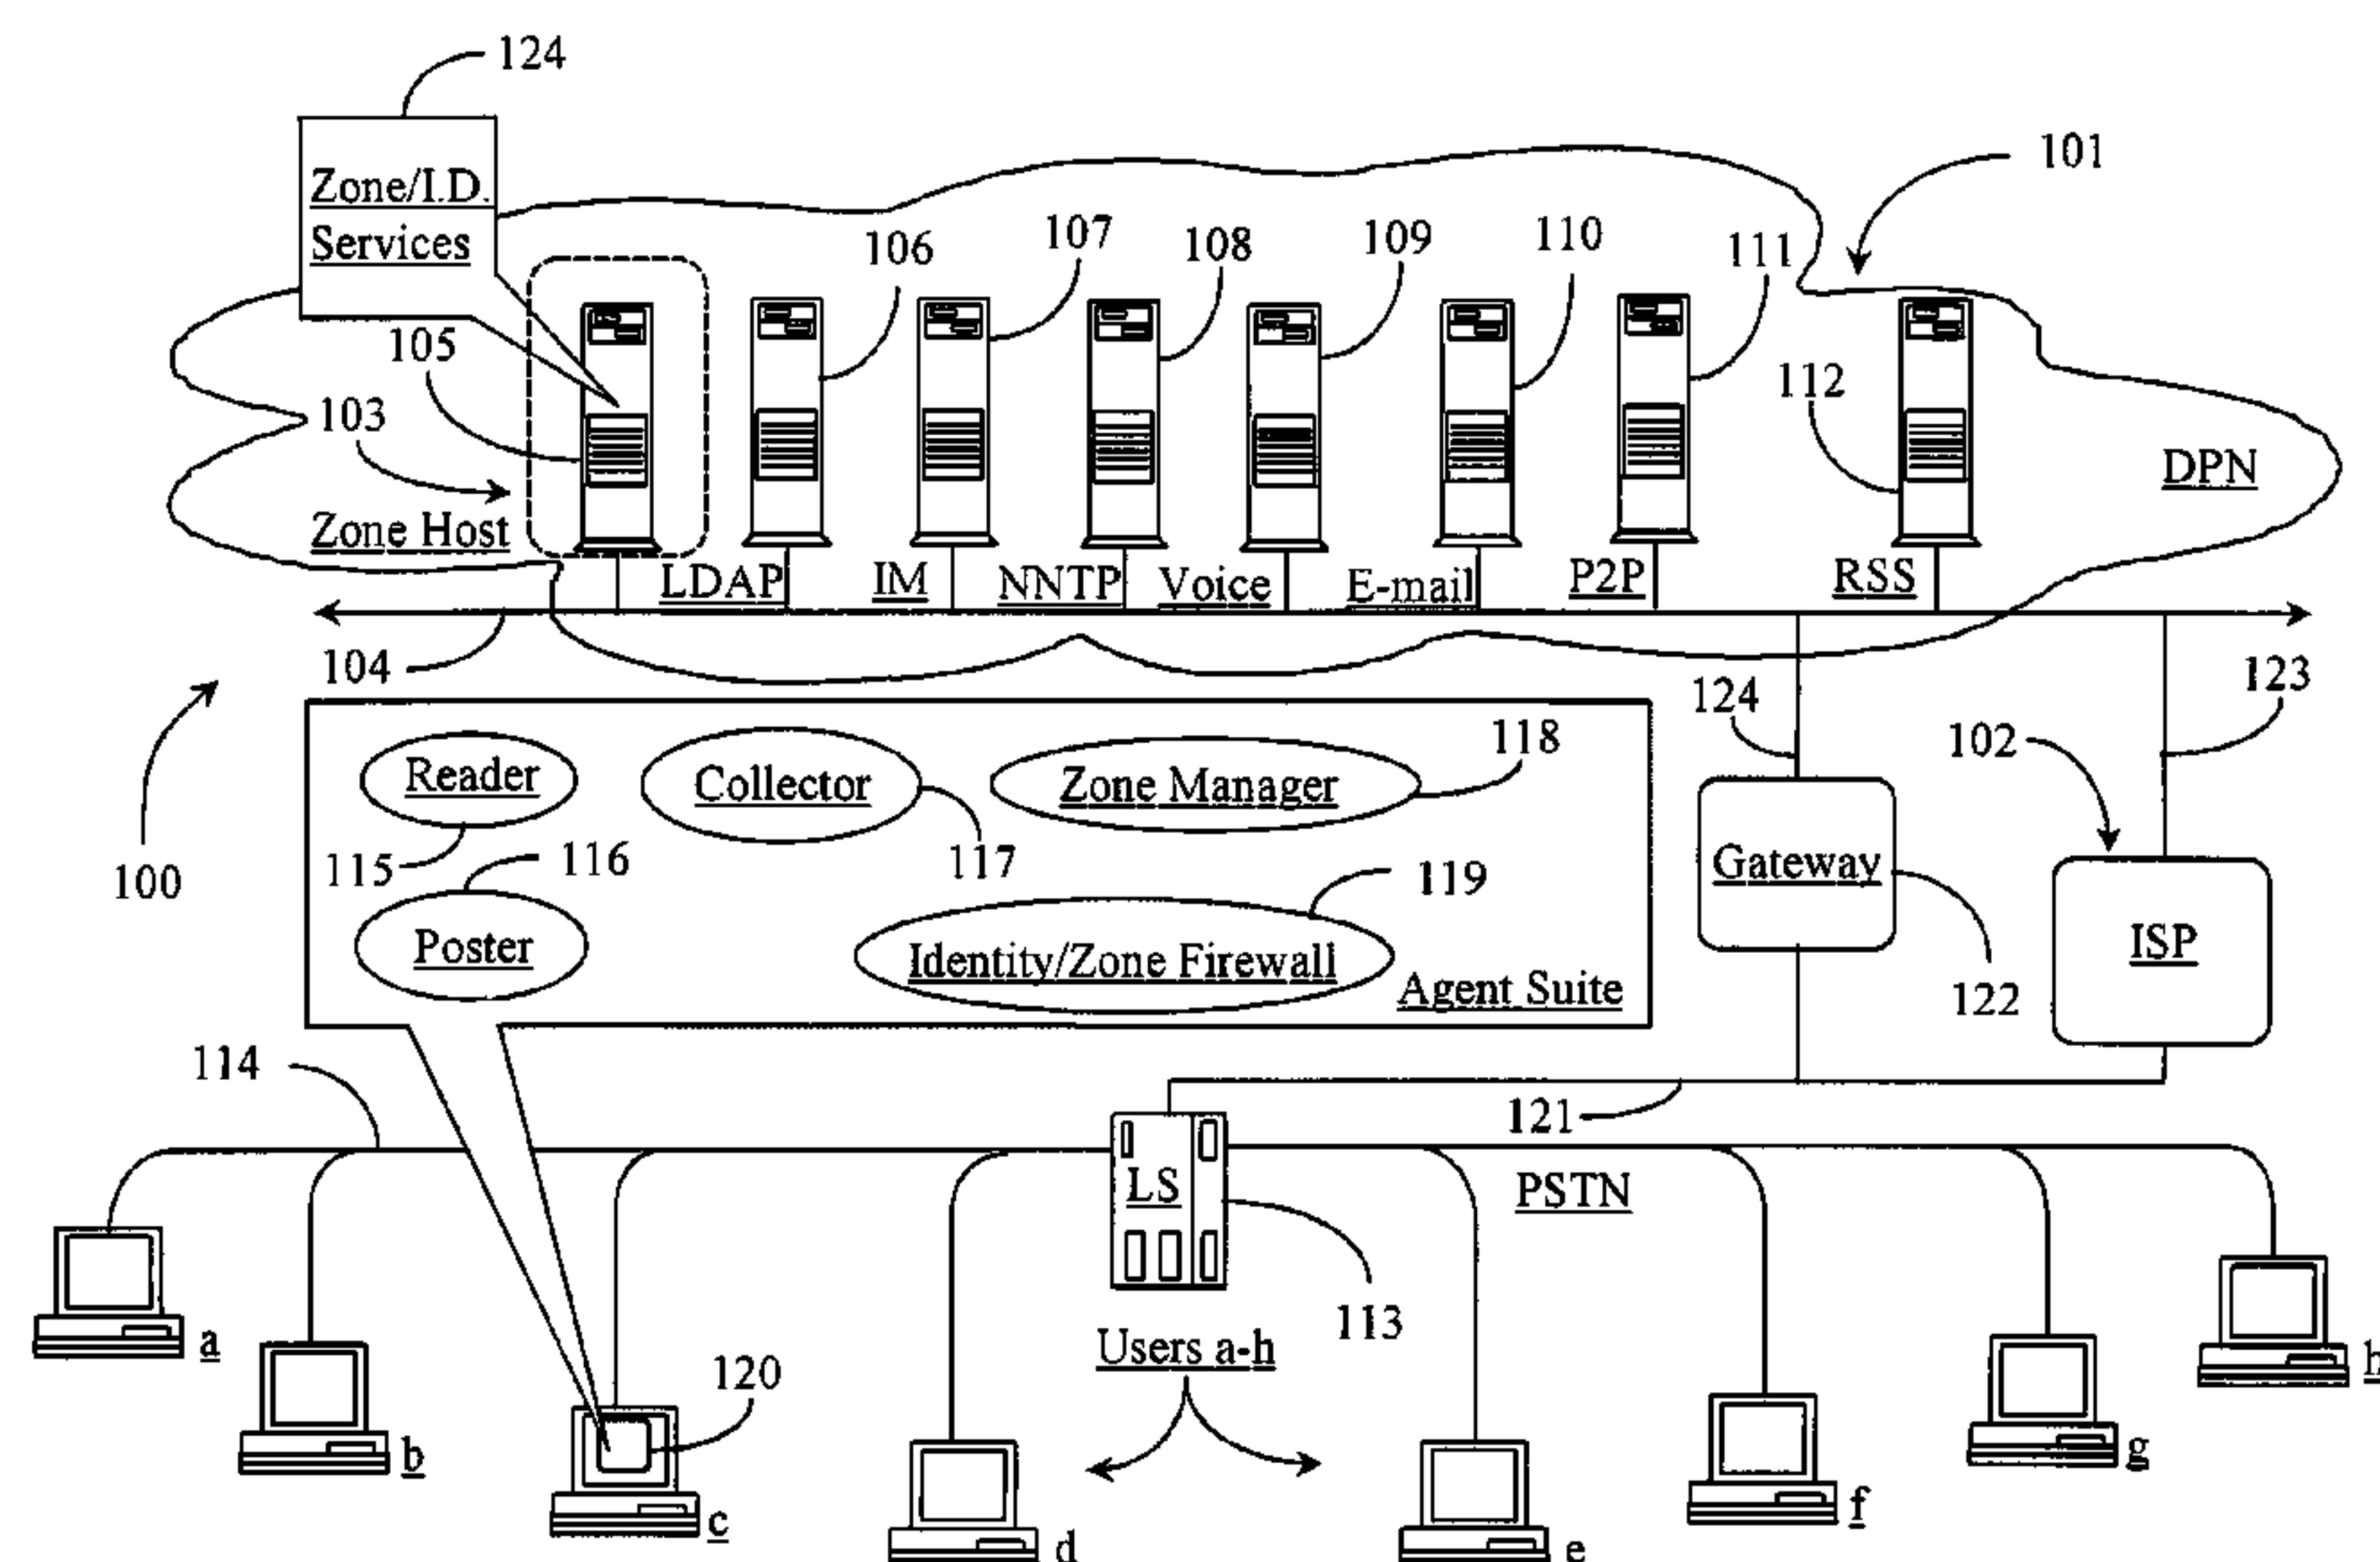 124
101
Zone/I.D.
Services
106
107
108
109
110
111
105
112
103
DPN
Zone Host
LDAP
IM
NNTP
Voice
E-mail
P2P
RSS
104
124
123
102
118
Reader
Collector
Zone Manager
115
116
117
119
Gateway
100
Poster
Identity/Zone Firewall
Agent Suite
ISP
122
114
121
LS
PSTN
113
Users a-h
a
b
120
c
d
e
f
g
h